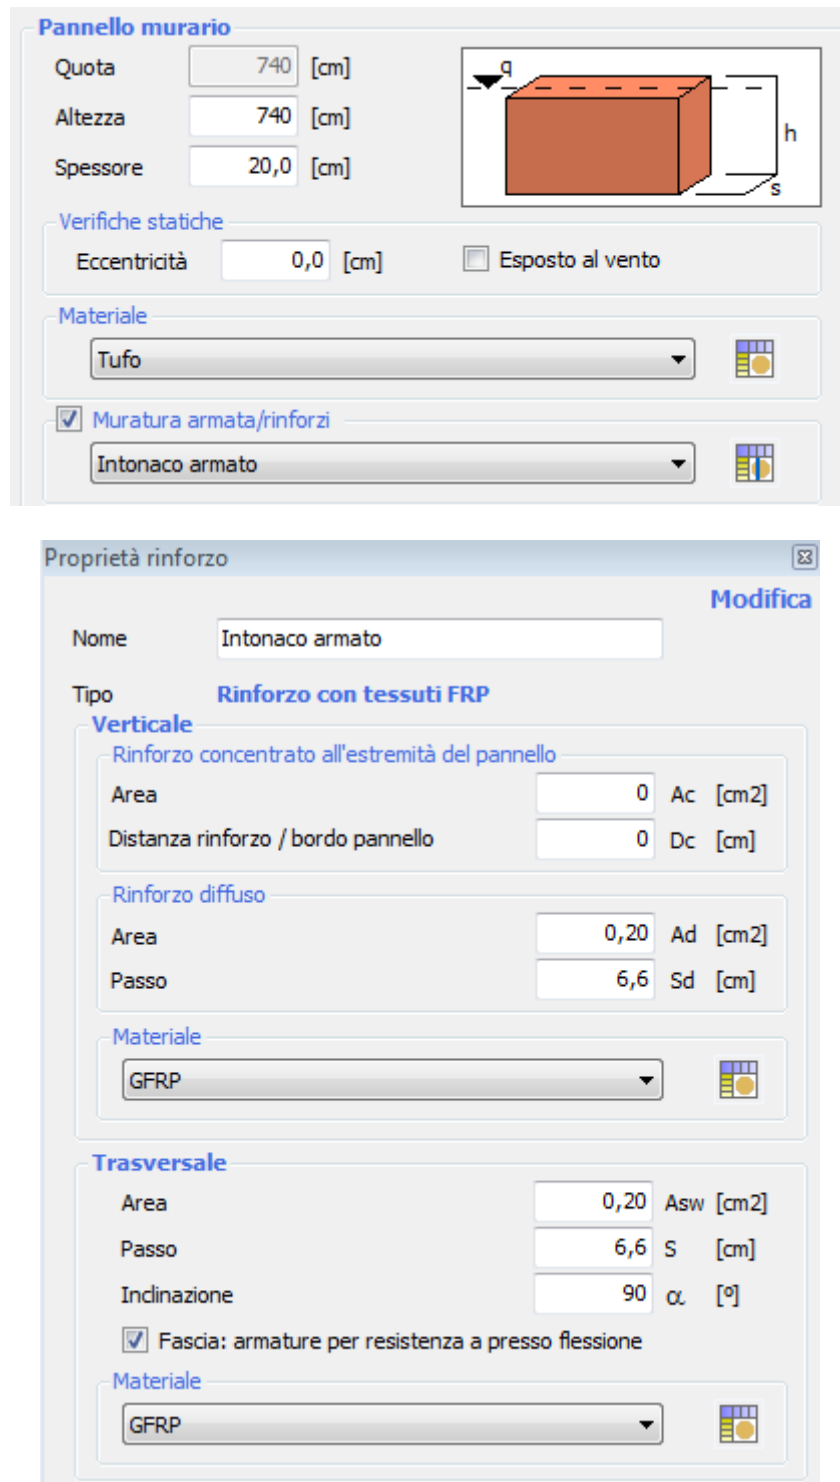 Pannello murario
Quota 740 [cm]
Altezza 740 [cm]
Spessore 20,0 [cm]
q
h
s
Verifiche statiche
Eccentricità 0,0 [cm] Esposto al vento
Materiale
Tufo
Muratura armata/rinforzi
Intonaco armato
Proprietà rinforzo
Modifica
Nome Intonaco armato
Tipo Rinforzo con tessuti FRP
Verticale
Rinforzo concentrato all'estremità del pannello
Area 0 Ac [cm2]
Distanza rinforzo / bordo pannello 0 Dc [cm]
Rinforzo diffuso
Area 0,20 Ad [cm2]
Passo 6,6 Sd [cm]
Materiale
GFRP
Trasversale
Area 0,20 Asw [cm2]
Passo 6,6 S [cm]
Inclinazione 90 α [°]
Fascia: armature per resistenza a presso flessione
Materiale
GFRP